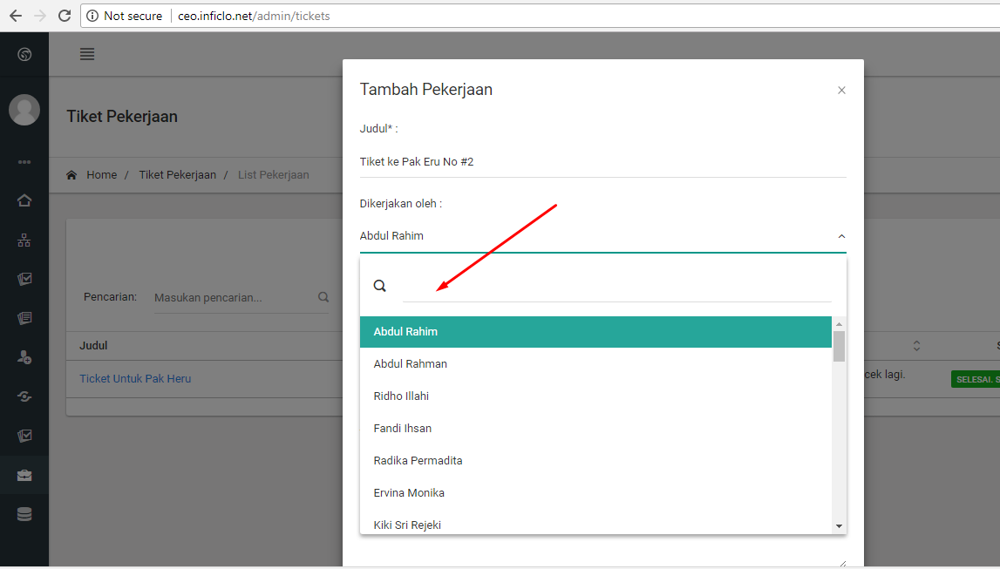 Not secure
ceo.inficlo.net/admin/tickets
Tiket Pekerjaan
Home / Tiket Pekerjaan / List Pekerjaan
Pencarian:
Masukan pencarian...
Judul
Ticket Untuk Pak Heru
Tambah Pekerjaan
×
Judul* :
Tiket ke Pak Eru No #2
Dikerjakan oleh :
Abdul Rahim
Abdul Rahim
Abdul Rahman
Ridho Illahi
Fandi Ihsan
Radika Permadita
Ervina Monika
Kiki Sri Rejeki
S
cek lagi.
SELESAI. S